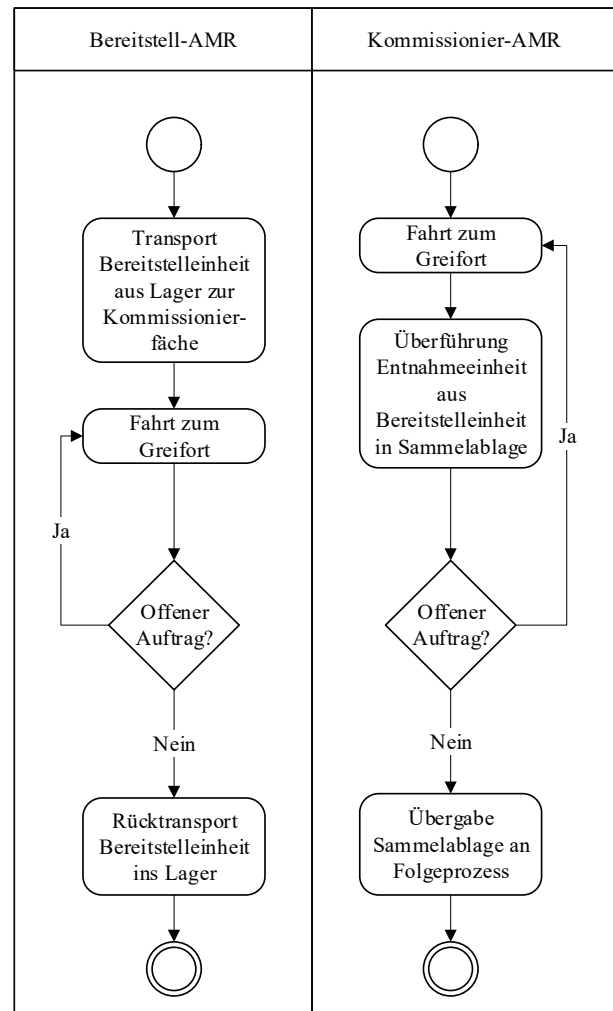 Bereitstell-AMR
Transport
Bereitstelleinheit
aus Lager zur
Kommissionier-
fäche
Fahrt zum
Greifort
Ja
Offener
Auftrag?
Nein
Rücktransport
Bereitstelleinheit
ins Lager
Kommissionier-AMR
Fahrt zum
Greifort
Überführung
Entnahmeeinheit
aus
Bereitstelleinheit
in Sammelablage
Ja
Offener
Auftrag?
Nein
Übergabe
Sammelablage an
Folgeprozess